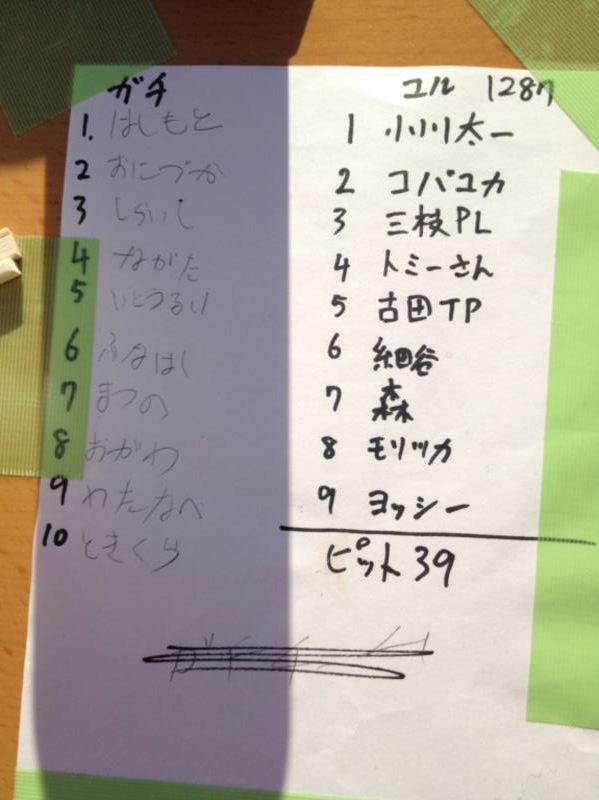 ガチ
1. はしもと
2 おにづか
3 しらいし
4 ながた
5 いとうるい
6 ふなはし
7 まつの
8 おがわ
9 わたなべ
10 ときくら
ユル 128n
1 小川太一
2 コバユカ
3 三枝PL
4 トミーさん
5 古田TP
6 細谷
7 森
8 モリツカ
9 ヨッシー
ピット39